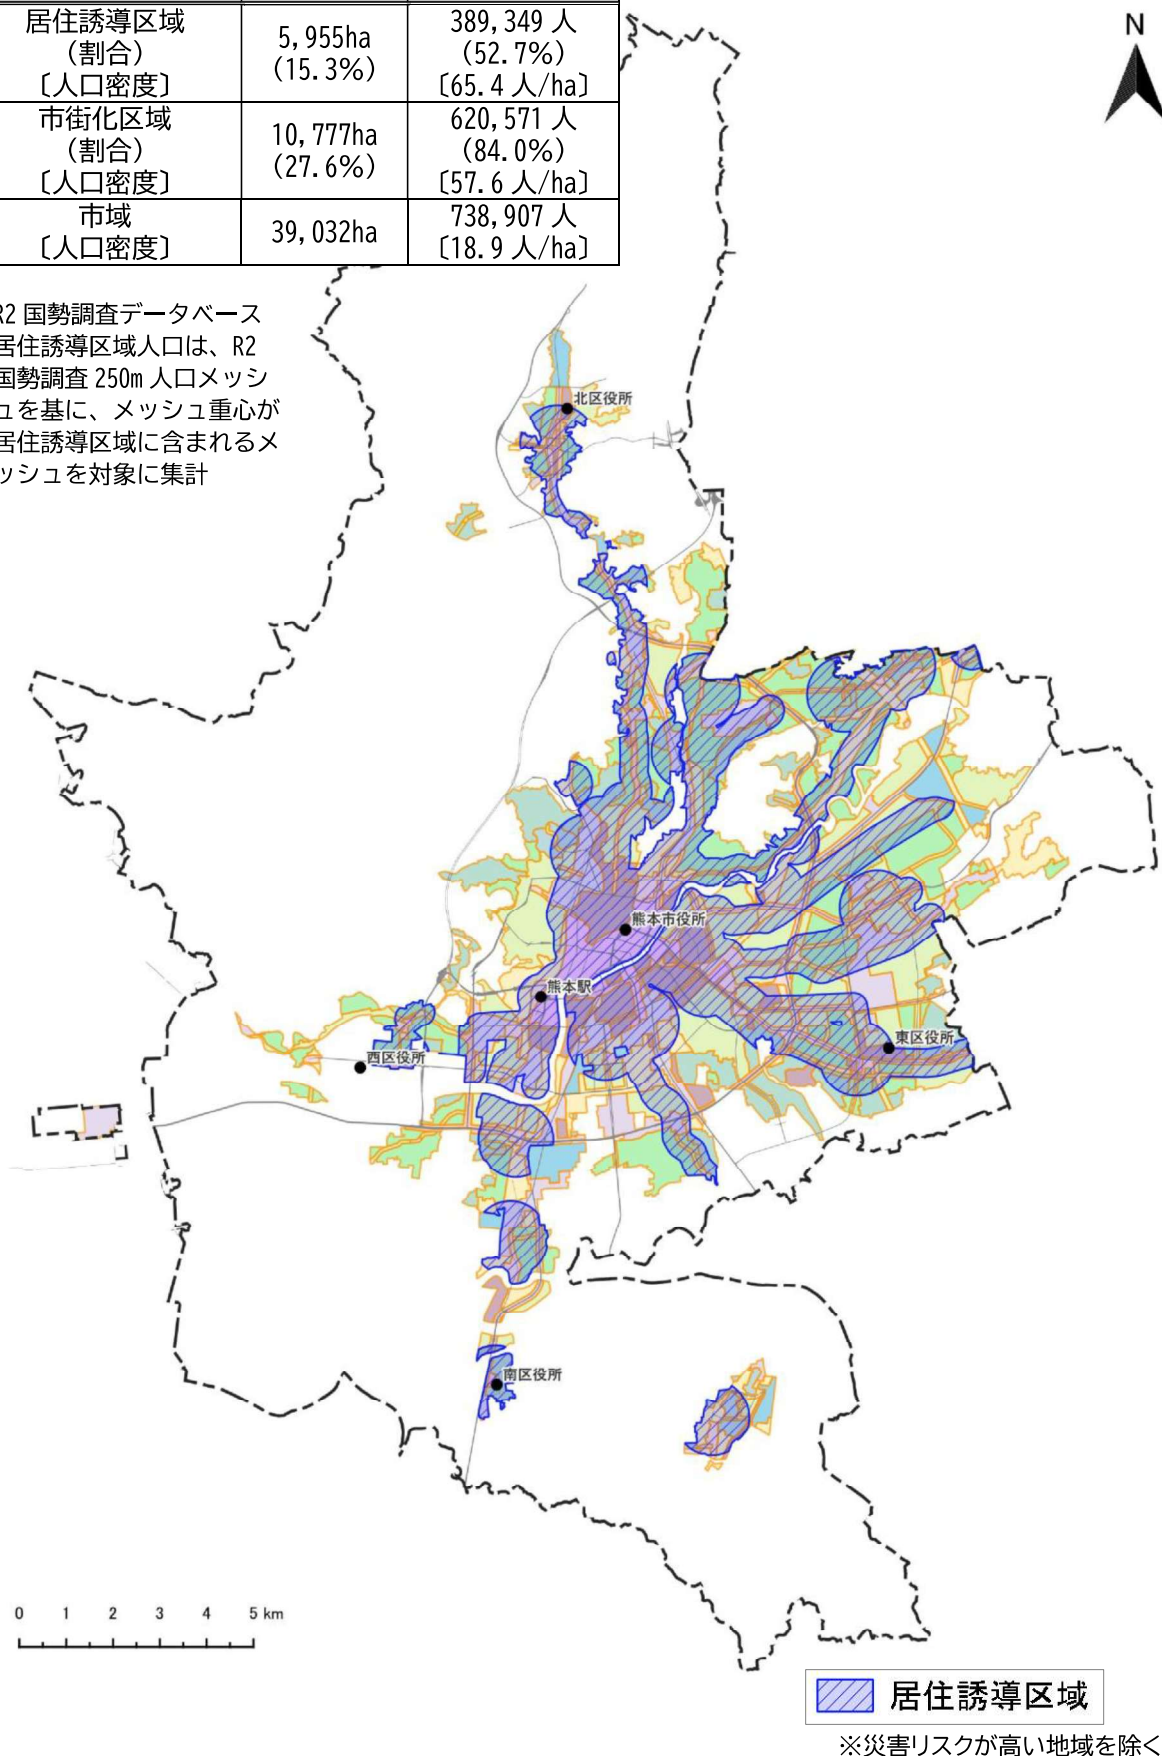 居住誘導区域
（割合）
〔人口密度〕
5,955ha
(15.3%)
389,349 人
(52.7%)
〔65.4 人/ha〕
市街化区域
（割合）
〔人口密度〕
10,777ha
(27.6%)
620,571 人
(84.0%)
〔57.6 人/ha〕
市域
〔人口密度〕
39,032ha
738,907 人
〔18.9 人/ha〕
R2 国勢調査データベース
居住誘導区域人口は、R2
国勢調査 250m 人口メッシ
ュを基に、メッシュ重心が
居住誘導区域に含まれるメ
ッシュを対象に集計
N
北区役所
熊本市役所
熊本駅
東区役所
西区役所
南区役所
0 1 2 3 4 5 km
居住誘導区域
※災害リスクが高い地域を除く